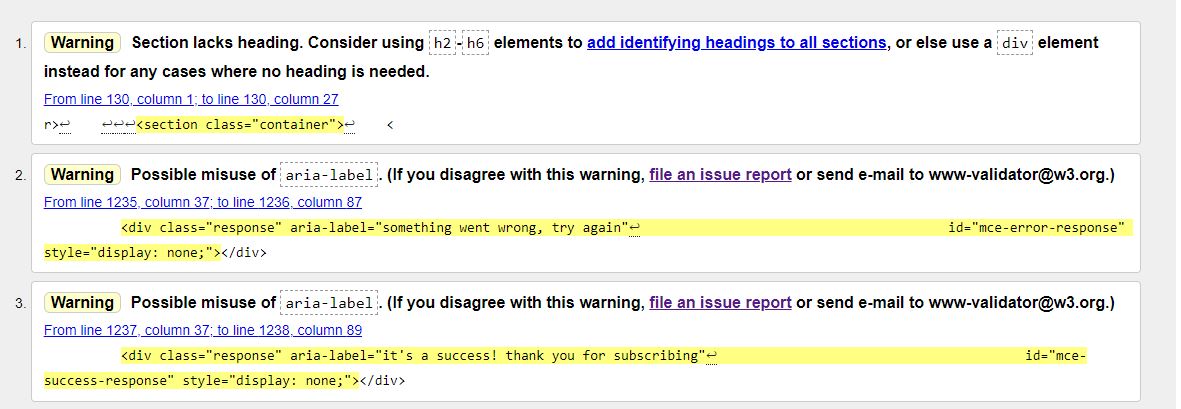 1. Warning Section lacks heading. Consider using h2-h6 elements to add identifying headings to all sections, or else use a div element
instead for any cases where no heading is needed.
From line 130, column 1; to line 130, column 27
r>↩ ↩↩↩<section class="container">↩ <
2. Warning Possible misuse of aria-label. (If you disagree with this warning, file an issue report or send e-mail to www-validator@w3.org.)
From line 1235, column 37; to line 1236, column 87
<div class="response" aria-label="something went wrong, try again"↩ id="mce-error-response"
style="display: none;"></div>
3. Warning Possible misuse of aria-label. (If you disagree with this warning, file an issue report or send e-mail to www-validator@w3.org.)
From line 1237, column 37; to line 1238, column 89
<div class="response" aria-label="it's a success! thank you for subscribing"↩ id="mce-
success-response" style="display: none;"></div>